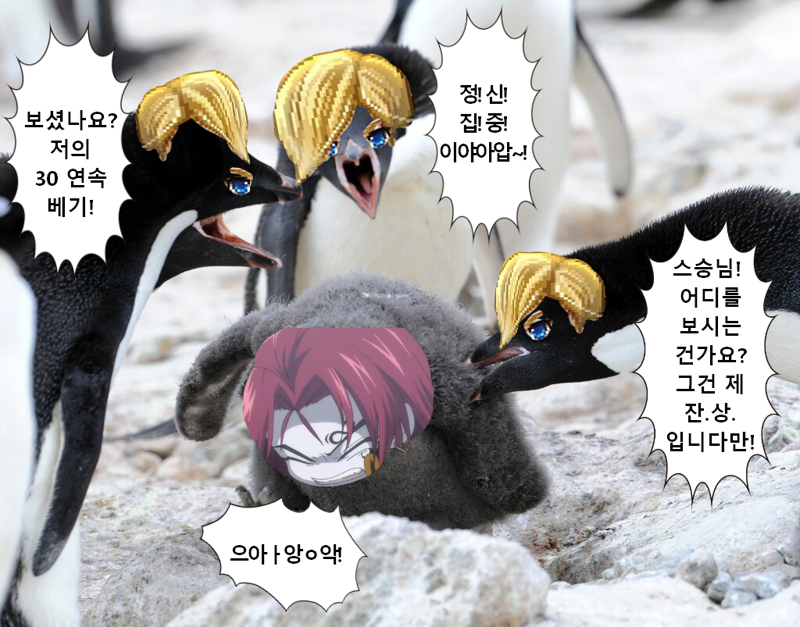 보셨나요?
저의
30 연속
베기!
정! 신!
집! 중!
이야아압~!
스승님!
어디를
보시는
건가요?
그건 제
잔.상.
입니다만!
으아ㅏ앙ㅇ악!